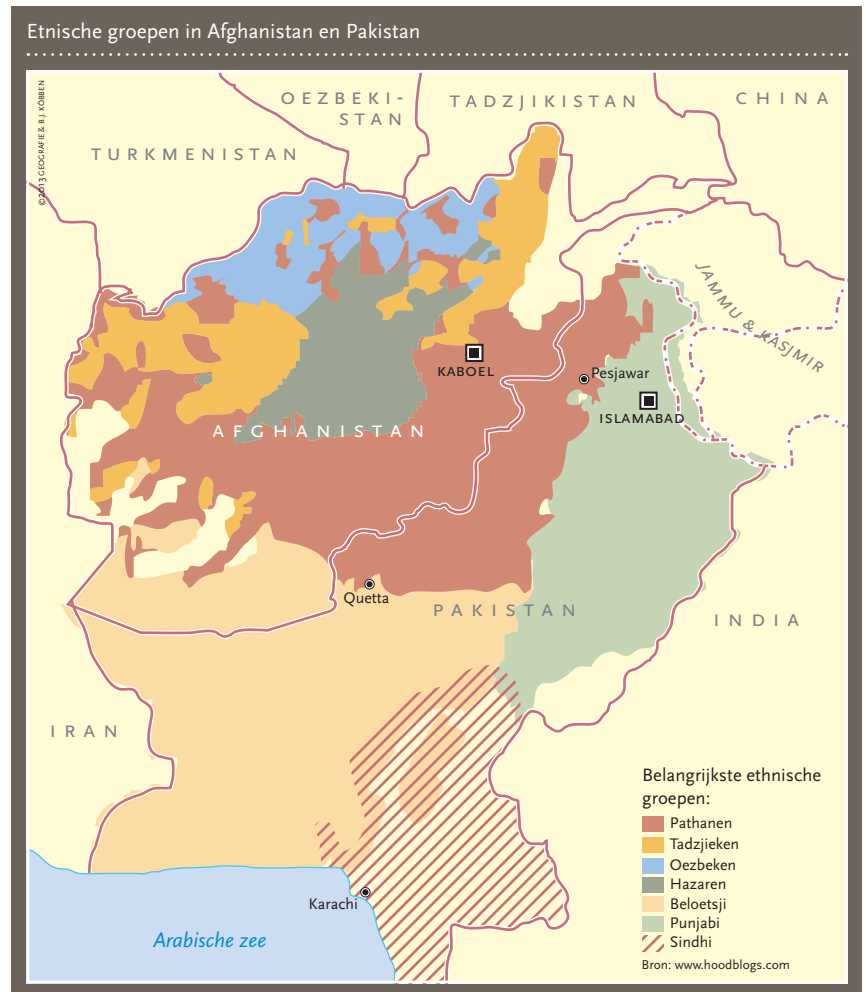 Etnische groepen in Afghanistan en Pakistan
©2013 GEOGRAFIE & B.J. KÖBBEN
OEZBEKI-
STAN
TADZJIKISTAN
CHINA
TURKMENISTAN
JAMMU & KASJMIR
KABOEL
Pesjawar
ISLAMABAD
AFGHANISTAN
Quetta
PAKISTAN
INDIA
IRAN
Karachi
Arabische zee
Belangrijkste ethnische
groepen:
Pathanen
Tadzjieken
Oezbeken
Hazaren
Beloetsji
Punjabi
Sindhi
Bron: www.hoodblogs.com